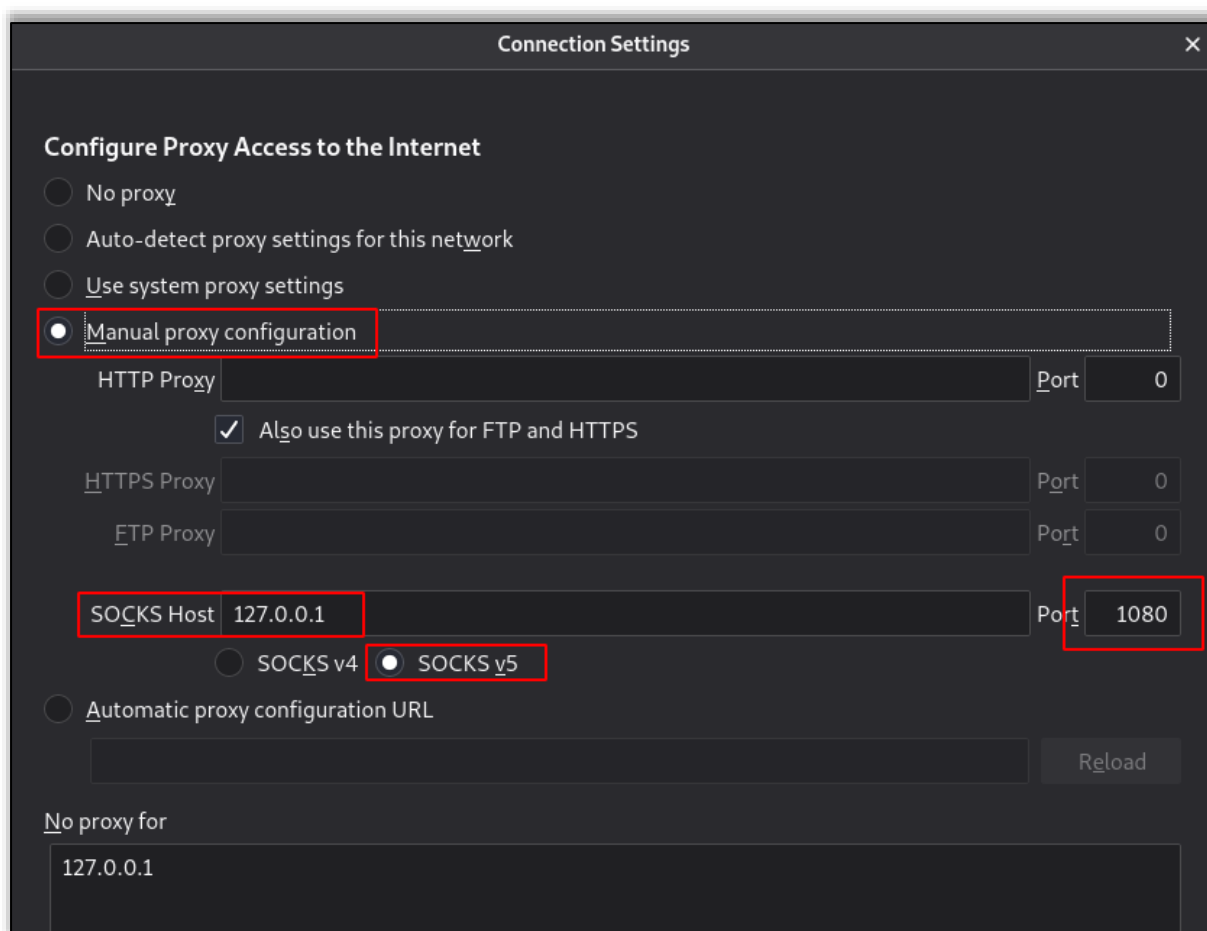 Connection Settings ×
Configure Proxy Access to the Internet
No proxy
Auto-detect proxy settings for this network
Use system proxy settings
Manual proxy configuration
HTTP Proxy Port 0
Also use this proxy for FTP and HTTPS
HTTPS Proxy Port 0
FTP Proxy Port 0
SOCKS Host 127.0.0.1 Port 1080
SOCKS v4 SOCKS v5
Automatic proxy configuration URL
Reload
No proxy for
127.0.0.1